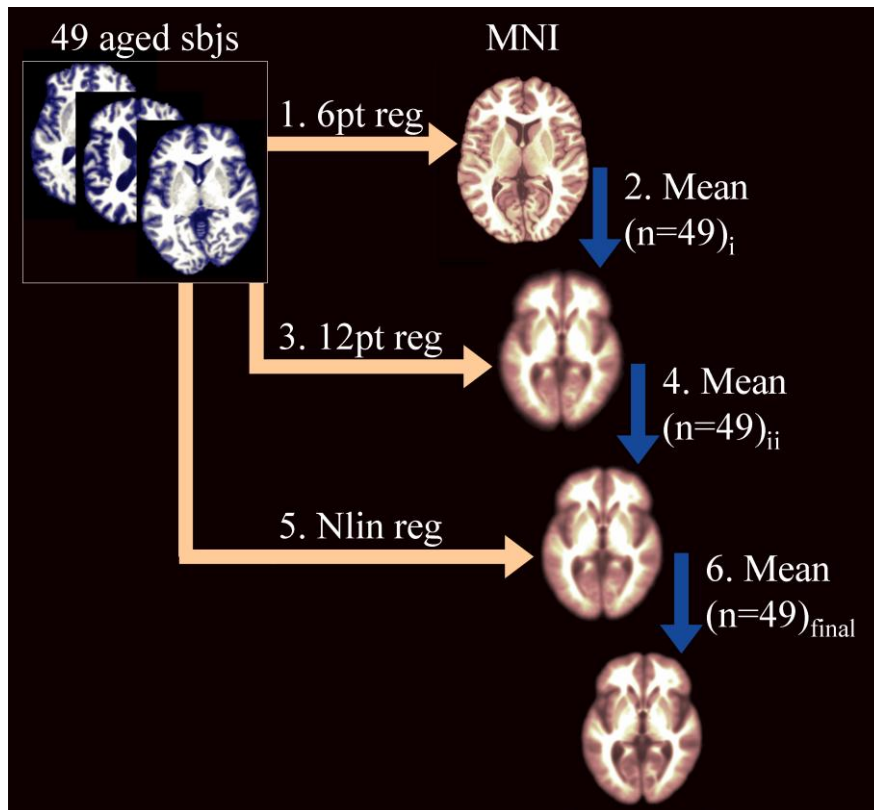 49 aged sbjs
MNI
1. 6pt reg
2. Mean
(n=49)i
3. 12pt reg
4. Mean
(n=49)ii
5. Nlin reg
6. Mean
(n=49)final